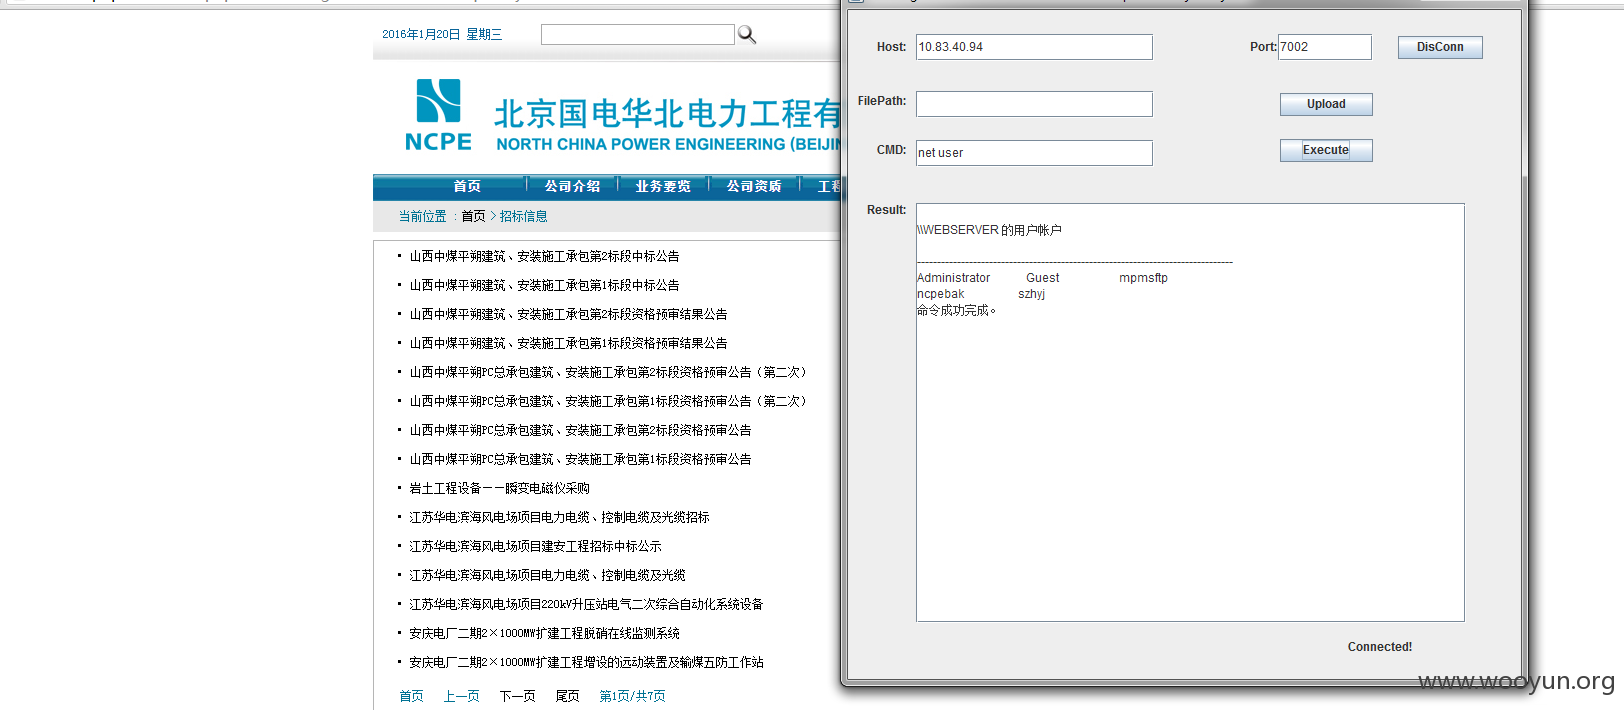 2016年1月20日 星期三
NCPE
北京国电华北电力工程有
NORTH CHINA POWER ENGINEERING (BEIJIN
首页 公司介绍 业务要览 公司资质 工程
当前位置 : 首页 > 招标信息
• 山西中煤平朔建筑、安装施工承包第2标段中标公告
• 山西中煤平朔建筑、安装施工承包第1标段中标公告
• 山西中煤平朔建筑、安装施工承包第2标段资格预审结果公告
• 山西中煤平朔建筑、安装施工承包第1标段资格预审结果公告
• 山西中煤平朔PC总承包建筑、安装施工承包第2标段资格预审公告（第二次）
• 山西中煤平朔PC总承包建筑、安装施工承包第1标段资格预审公告（第二次）
• 山西中煤平朔PC总承包建筑、安装施工承包第2标段资格预审公告
• 山西中煤平朔PC总承包建筑、安装施工承包第1标段资格预审公告
• 岩土工程设备－－瞬变电磁仪采购
• 江苏华电滨海风电场项目电力电缆、控制电缆及光缆招标
• 江苏华电滨海风电场项目建安工程招标中标公示
• 江苏华电滨海风电场项目电力电缆、控制电缆及光缆
• 江苏华电滨海风电场项目220kV升压站电气二次综合自动化系统设备
• 安庆电厂二期2×1000MW扩建工程脱硝在线监测系统
• 安庆电厂二期2×1000MW扩建工程增设的远动装置及输煤五防工作站
首页 上一页 下一页 尾页 第1页/共7页
Host: 10.83.40.94 Port: 7002 DisConn
FilePath: Upload
CMD: net user Execute
Result:
\\WEBSERVER 的用户帐户
-------------------------------------------------------------------------------
Administrator Guest mpmsftp
ncpebak szhyj
命令成功完成。
Connected!
www.wooyun.org